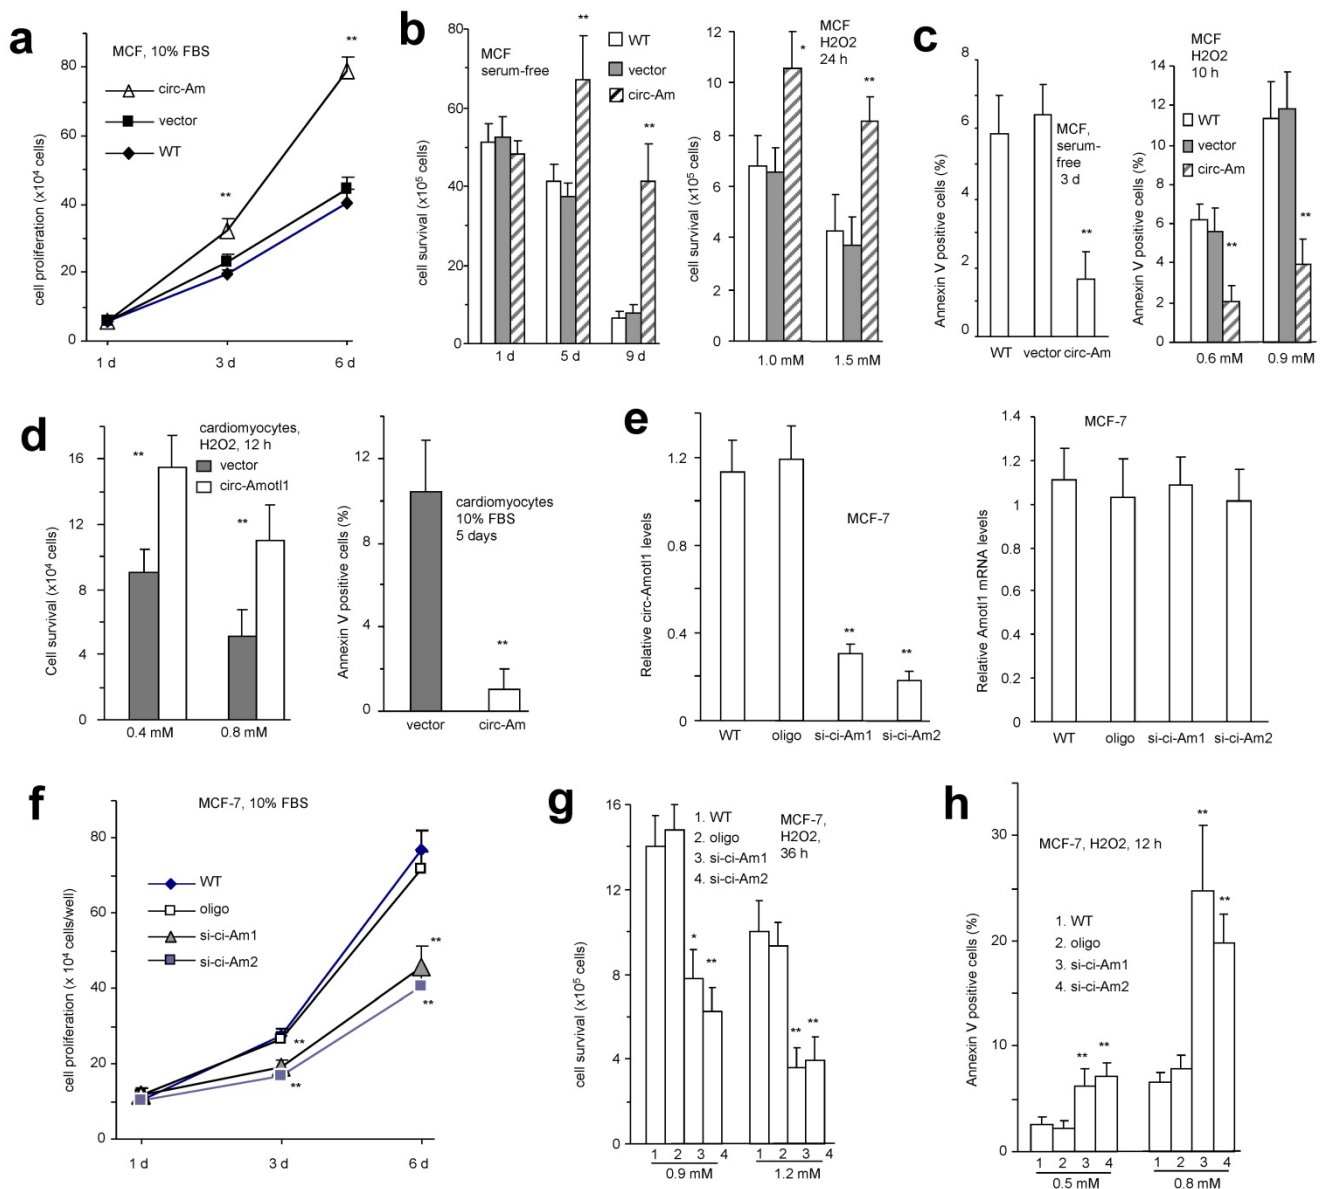 a
MCF, 10% FBS
circ-Am
vector
WT
**
**
cell proliferation (x10⁴ cells)
80
60
40
20
0
1 d
3 d
6 d
b
MCF
serum-free
**
**
WT
vector
circ-Am
cell survival (x10⁵ cells)
80
60
40
20
0
1 d
5 d
9 d
MCF
H2O2
24 h
*
**
cell survival (x10⁵ cells)
12
10
8
6
4
2
0
1.0 mM
1.5 mM
c
Annexin V positive cells (%)
8
6
4
2
0
MCF,
serum-
free
3 d
**
WT
vector
circ-Am
MCF
H2O2
10 h
WT
vector
circ-Am
**
**
Annexin V positive cells (%)
14
12
10
8
6
4
2
0
0.6 mM
0.9 mM
d
cardiomyocytes,
H2O2, 12 h
vector
circ-Amotl1
**
**
Cell survival (x10⁴ cells)
16
12
8
4
0
0.4 mM
0.8 mM
Annexin V positive cells (%)
12
8
4
0
cardiomyocytes
10% FBS
5 days
**
vector
circ-Am
e
Relative circ-Amotl1 levels
1.2
0.8
0.4
0
MCF-7
**
**
WT
oligo
si-ci-Am1
si-ci-Am2
MCF-7
Relative Amotl1 mRNA levels
1.4
1.2
1
0.8
0.6
0.4
0.2
0
WT
oligo
si-ci-Am1
si-ci-Am2
f
MCF-7, 10% FBS
WT
oligo
si-ci-Am1
si-ci-Am2
**
**
**
**
cell proliferation (x 10⁴ cells/well)
80
60
40
20
0
1 d
3 d
6 d
g
1. WT
2. oligo
3. si-ci-Am1
4. si-ci-Am2
MCF-7,
H2O2,
36 h
*
**
**
**
cell survival (x10⁵ cells)
16
12
8
4
0
1 2 3 4
1 2 3 4
0.9 mM
1.2 mM
h
MCF-7, H2O2, 12 h
1. WT
2. oligo
3. si-ci-Am1
4. si-ci-Am2
**
**
**
**
Annexin V positive cells (%)
30
20
10
0
1 2 3 4
1 2 3 4
0.5 mM
0.8 mM